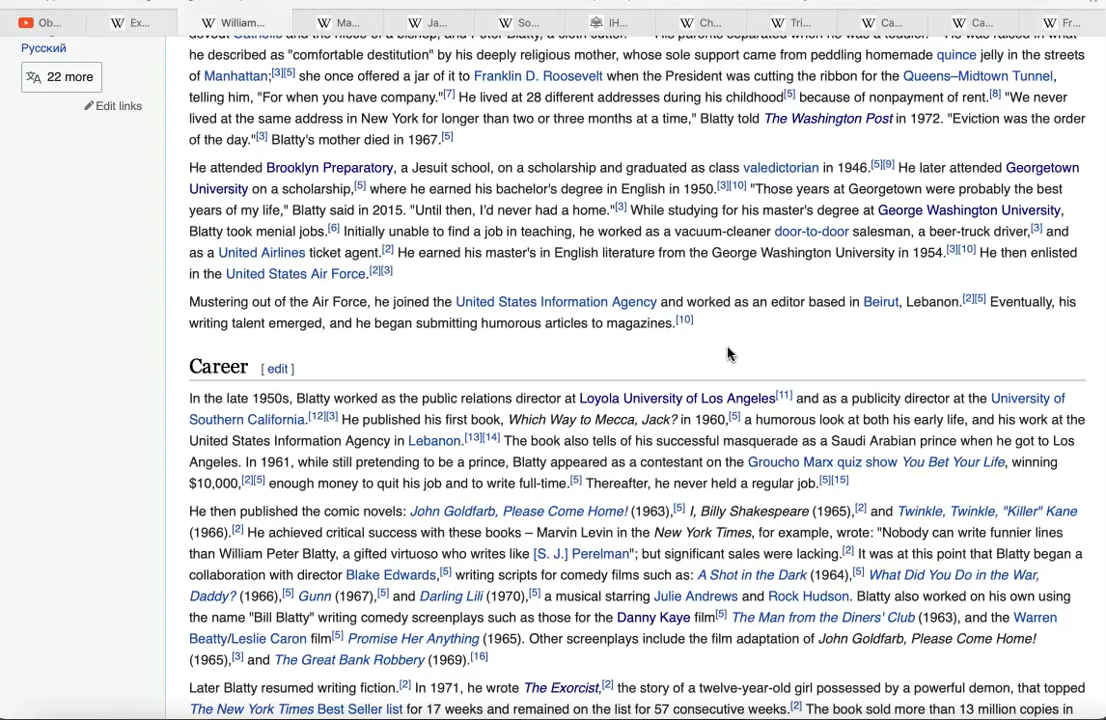 Ob... Ex... William... Ma... Ja... So... IH... Ch... Tri... Ca... Ca... Fr...
Русский
22 more
Edit links
he described as "comfortable destitution" by his deeply religious mother, whose sole support came from peddling homemade quince jelly in the streets
of Manhattan;[3][5] she once offered a jar of it to Franklin D. Roosevelt when the President was cutting the ribbon for the Queens–Midtown Tunnel,
telling him, "For when you have company."[7] He lived at 28 different addresses during his childhood[5] because of nonpayment of rent.[8] "We never
lived at the same address in New York for longer than two or three months at a time," Blatty told The Washington Post in 1972. "Eviction was the order
of the day."[3] Blatty's mother died in 1967.[5]
He attended Brooklyn Preparatory, a Jesuit school, on a scholarship and graduated as class valedictorian in 1946.[5][9] He later attended Georgetown
University on a scholarship,[5] where he earned his bachelor's degree in English in 1950.[3][10] "Those years at Georgetown were probably the best
years of my life," Blatty said in 2015. "Until then, I'd never had a home."[3] While studying for his master's degree at George Washington University,
Blatty took menial jobs.[6] Initially unable to find a job in teaching, he worked as a vacuum-cleaner door-to-door salesman, a beer-truck driver,[3] and
as a United Airlines ticket agent.[2] He earned his master's in English literature from the George Washington University in 1954.[3][10] He then enlisted
in the United States Air Force.[2][3]
Mustering out of the Air Force, he joined the United States Information Agency and worked as an editor based in Beirut, Lebanon.[2][5] Eventually, his
writing talent emerged, and he began submitting humorous articles to magazines.[10]
Career [ edit ]
In the late 1950s, Blatty worked as the public relations director at Loyola University of Los Angeles[11] and as a publicity director at the University of
Southern California.[12][3] He published his first book, Which Way to Mecca, Jack? in 1960,[5] a humorous look at both his early life, and his work at the
United States Information Agency in Lebanon.[13][14] The book also tells of his successful masquerade as a Saudi Arabian prince when he got to Los
Angeles. In 1961, while still pretending to be a prince, Blatty appeared as a contestant on the Groucho Marx quiz show You Bet Your Life, winning
$10,000,[2][5] enough money to quit his job and to write full-time.[5] Thereafter, he never held a regular job.[5][15]
He then published the comic novels: John Goldfarb, Please Come Home! (1963),[5] I, Billy Shakespeare (1965),[2] and Twinkle, Twinkle, "Killer" Kane
(1966).[2] He achieved critical success with these books – Marvin Levin in the New York Times, for example, wrote: "Nobody can write funnier lines
than William Peter Blatty, a gifted virtuoso who writes like [S. J.] Perelman"; but significant sales were lacking.[2] It was at this point that Blatty began a
collaboration with director Blake Edwards,[5] writing scripts for comedy films such as: A Shot in the Dark (1964),[5] What Did You Do in the War,
Daddy? (1966),[5] Gunn (1967),[5] and Darling Lili (1970),[5] a musical starring Julie Andrews and Rock Hudson. Blatty also worked on his own using
the name "Bill Blatty" writing comedy screenplays such as those for the Danny Kaye film[5] The Man from the Diners' Club (1963), and the Warren
Beatty/Leslie Caron film[5] Promise Her Anything (1965). Other screenplays include the film adaptation of John Goldfarb, Please Come Home!
(1965),[3] and The Great Bank Robbery (1969).[16]
Later Blatty resumed writing fiction.[2] In 1971, he wrote The Exorcist,[2] the story of a twelve-year-old girl possessed by a powerful demon, that topped
The New York Times Best Seller list for 17 weeks and remained on the list for 57 consecutive weeks.[2] The book sold more than 13 million copies in